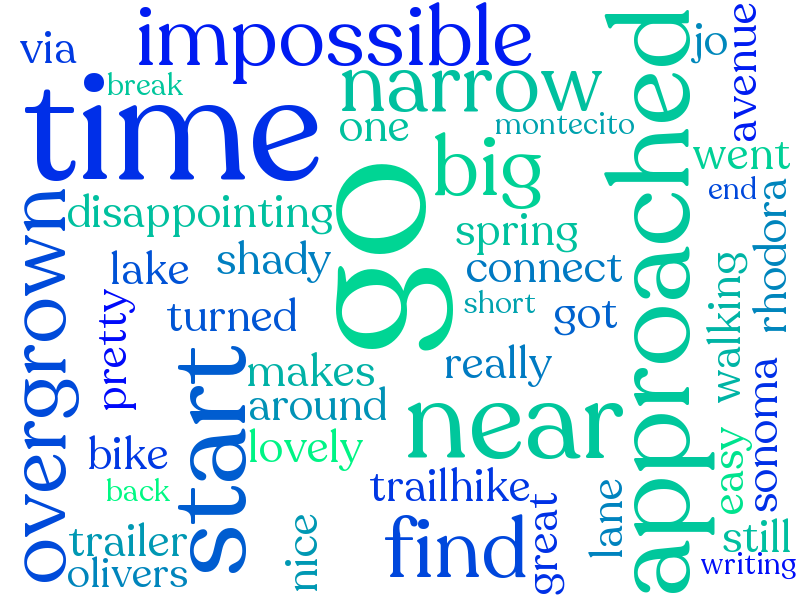 via
impossible
jo
avenue
break
time
narrow
one
montecito
approached
big
went
end
disappointing
go
overgrown
spring
rhodora
lake
shady
connect
walking
pretty
turned
short
got
start
makes
really
around
near
sonoma
bike
lovely
easy
back
trailhike
trailer
nice
find
great
lane
still
olivers
writing